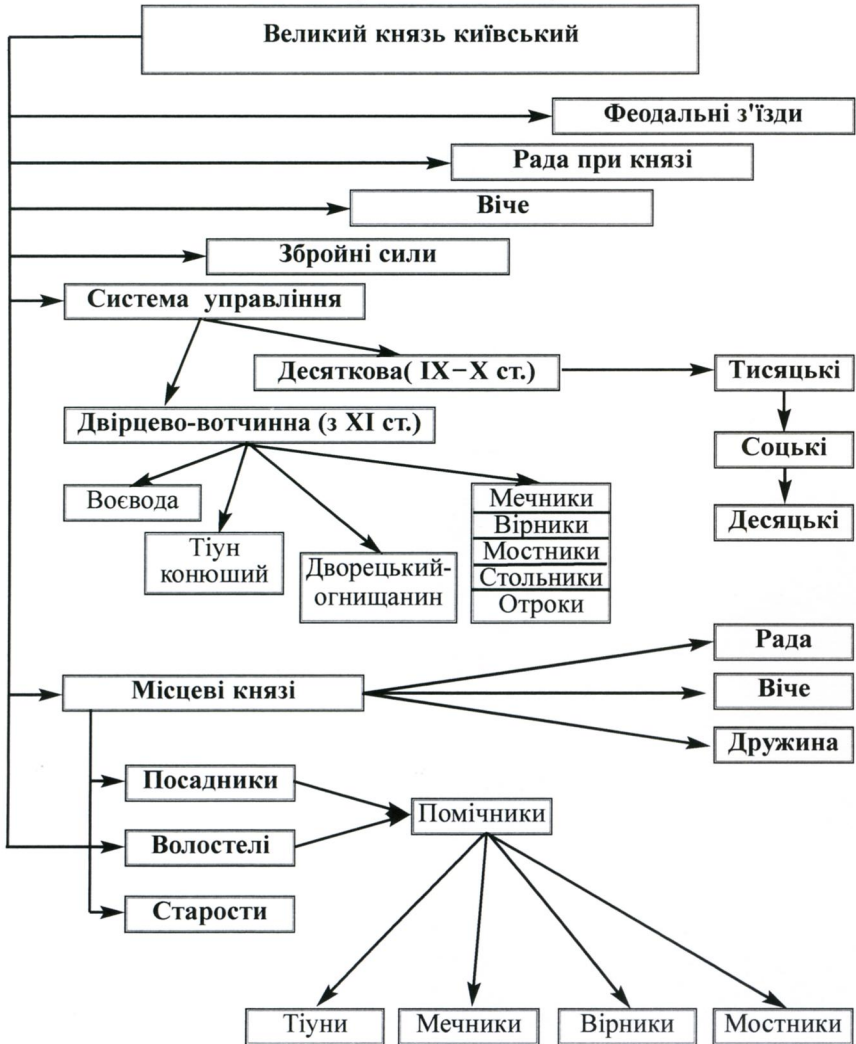 Великий князь київський
Феодальні з'їзди
Рада при князі
Віче
Збройні сили
Система управління
Десяткова( IX–X ст.)
Тисяцькі
Двірцево-вотчинна (з XI ст.)
Соцькі
Десяцькі
Воєвода
Тіун
конюший
Дворецький-
огнищанин
Мечники
Вірники
Мостники
Стольники
Отроки
Рада
Місцеві князі
Віче
Дружина
Посадники
Помічники
Волостелі
Старости
Тіуни
Мечники
Вірники
Мостники